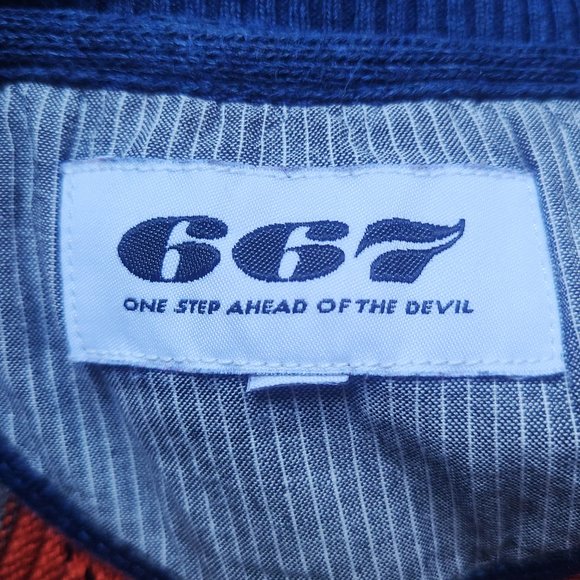 667
ONE STEP AHEAD OF THE DEVIL